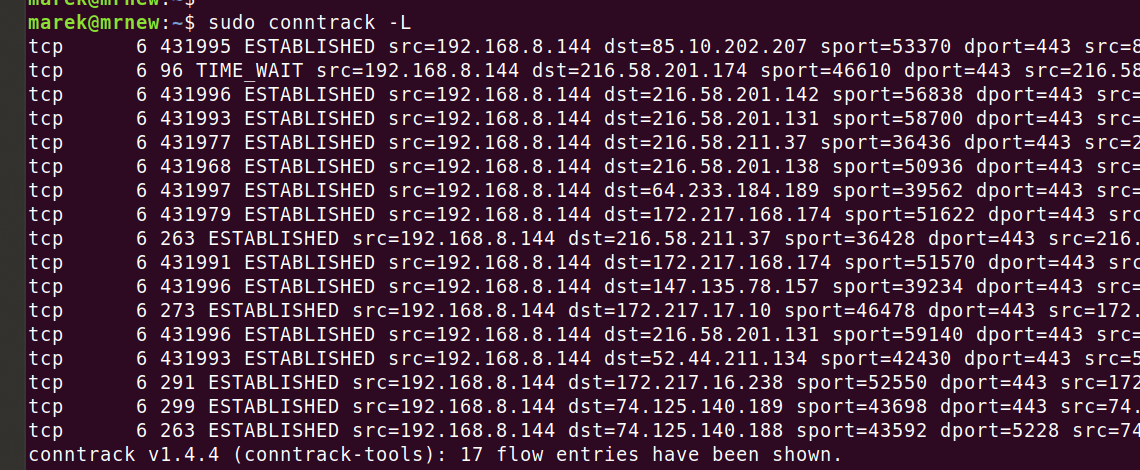 marek@mrnew:~$
marek@mrnew:~$ sudo conntrack -L
tcp      6 431995 ESTABLISHED src=192.168.8.144 dst=85.10.202.207 sport=53370 dport=443 src=8
tcp      6 96 TIME_WAIT src=192.168.8.144 dst=216.58.201.174 sport=46610 dport=443 src=216.58
tcp      6 431996 ESTABLISHED src=192.168.8.144 dst=216.58.201.142 sport=56838 dport=443 src=
tcp      6 431993 ESTABLISHED src=192.168.8.144 dst=216.58.201.131 sport=58700 dport=443 src=
tcp      6 431977 ESTABLISHED src=192.168.8.144 dst=216.58.211.37 sport=36436 dport=443 src=2
tcp      6 431968 ESTABLISHED src=192.168.8.144 dst=216.58.201.138 sport=50936 dport=443 src=
tcp      6 431997 ESTABLISHED src=192.168.8.144 dst=64.233.184.189 sport=39562 dport=443 src=
tcp      6 431979 ESTABLISHED src=192.168.8.144 dst=172.217.168.174 sport=51622 dport=443 src
tcp      6 263 ESTABLISHED src=192.168.8.144 dst=216.58.211.37 sport=36428 dport=443 src=216.
tcp      6 431991 ESTABLISHED src=192.168.8.144 dst=172.217.168.174 sport=51570 dport=443 src
tcp      6 431996 ESTABLISHED src=192.168.8.144 dst=147.135.78.157 sport=39234 dport=443 src=
tcp      6 273 ESTABLISHED src=192.168.8.144 dst=172.217.17.10 sport=46478 dport=443 src=172.
tcp      6 431996 ESTABLISHED src=192.168.8.144 dst=216.58.201.131 sport=59140 dport=443 src=
tcp      6 431993 ESTABLISHED src=192.168.8.144 dst=52.44.211.134 sport=42430 dport=443 src=5
tcp      6 291 ESTABLISHED src=192.168.8.144 dst=172.217.16.238 sport=52550 dport=443 src=172
tcp      6 299 ESTABLISHED src=192.168.8.144 dst=74.125.140.189 sport=43698 dport=443 src=74.
tcp      6 263 ESTABLISHED src=192.168.8.144 dst=74.125.140.188 sport=43592 dport=5228 src=74
conntrack v1.4.4 (conntrack-tools): 17 flow entries have been shown.